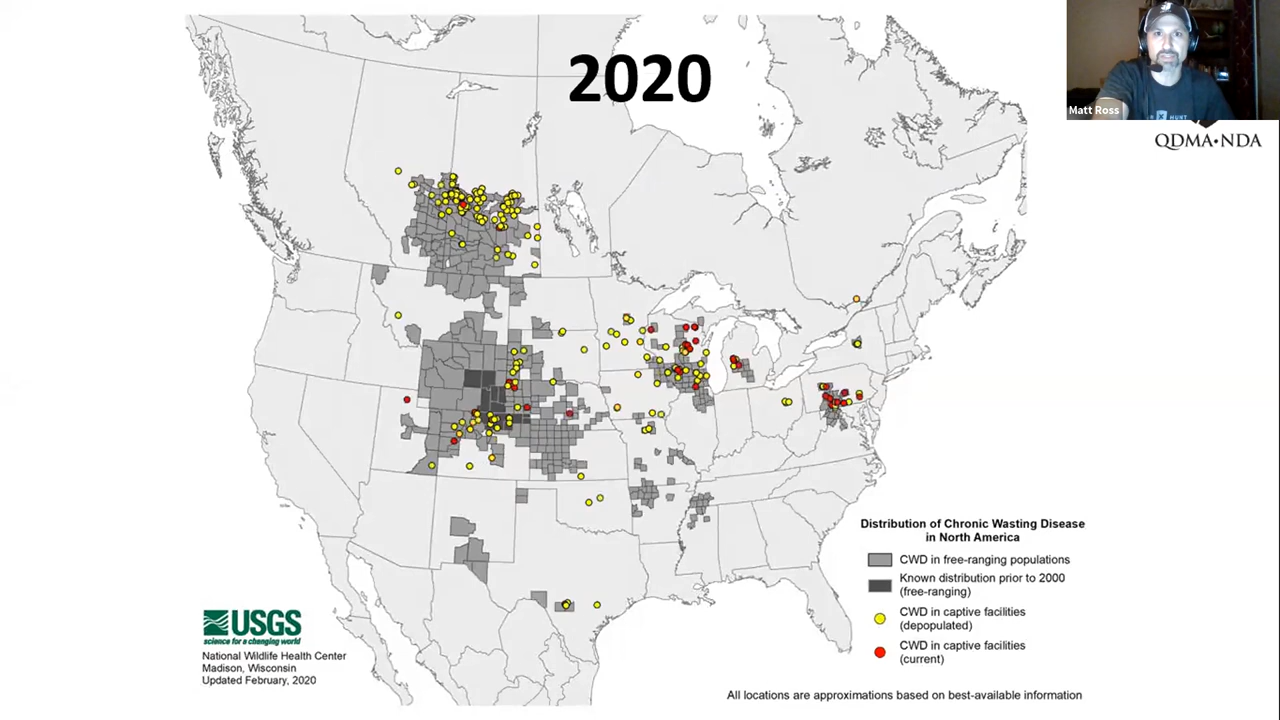 2020
Matt Ross
HUNT
QDMA•NDA
Distribution of Chronic Wasting Disease
in North America
CWD in free-ranging populations
Known distribution prior to 2000
(free-ranging)
CWD in captive facilities
(depopulated)
CWD in captive facilities
(current)
USGS
science for a changing world
National Wildlife Health Center
Madison, Wisconsin
Updated February, 2020
All locations are approximations based on best-available information